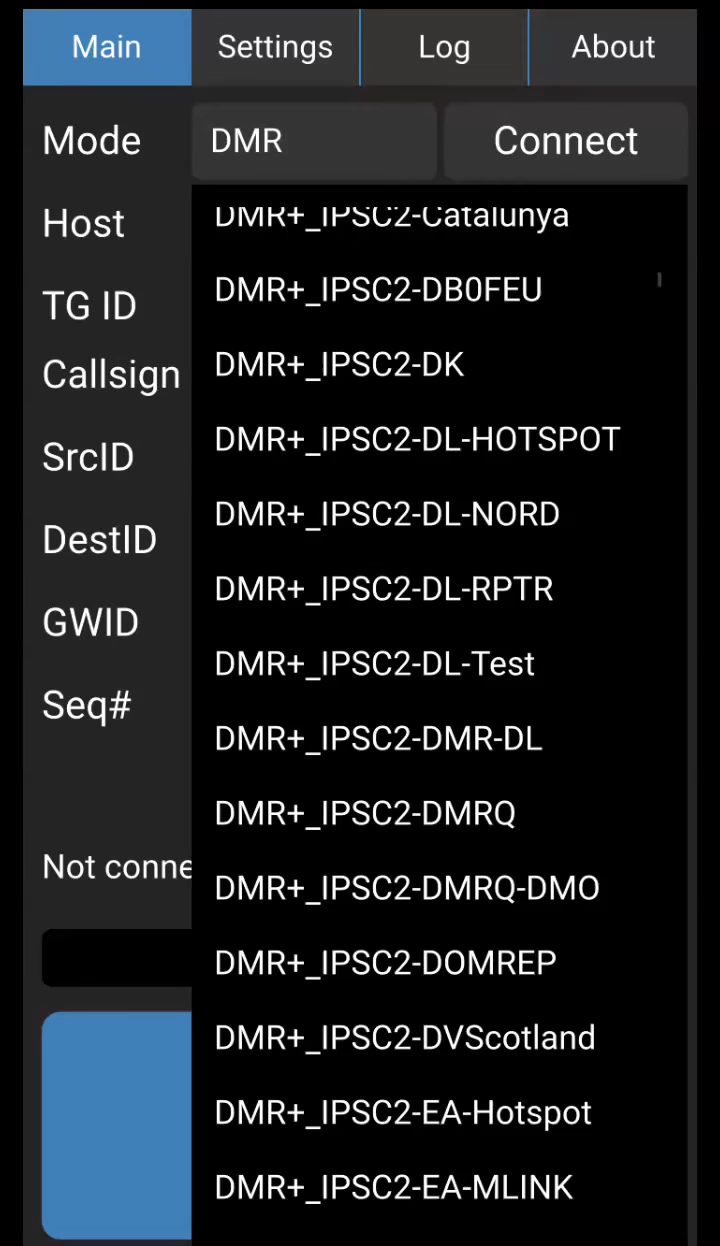 Main Settings Log About
Mode DMR Connect
Host
TG ID
Callsign
SrcID
DestID
GWID
Seq#
Not conne
DMR+_IPSC2-Catalunya
DMR+_IPSC2-DB0FEU
DMR+_IPSC2-DK
DMR+_IPSC2-DL-HOTSPOT
DMR+_IPSC2-DL-NORD
DMR+_IPSC2-DL-RPTR
DMR+_IPSC2-DL-Test
DMR+_IPSC2-DMR-DL
DMR+_IPSC2-DMRQ
DMR+_IPSC2-DMRQ-DMO
DMR+_IPSC2-DOMREP
DMR+_IPSC2-DVScotland
DMR+_IPSC2-EA-Hotspot
DMR+_IPSC2-EA-MLINK